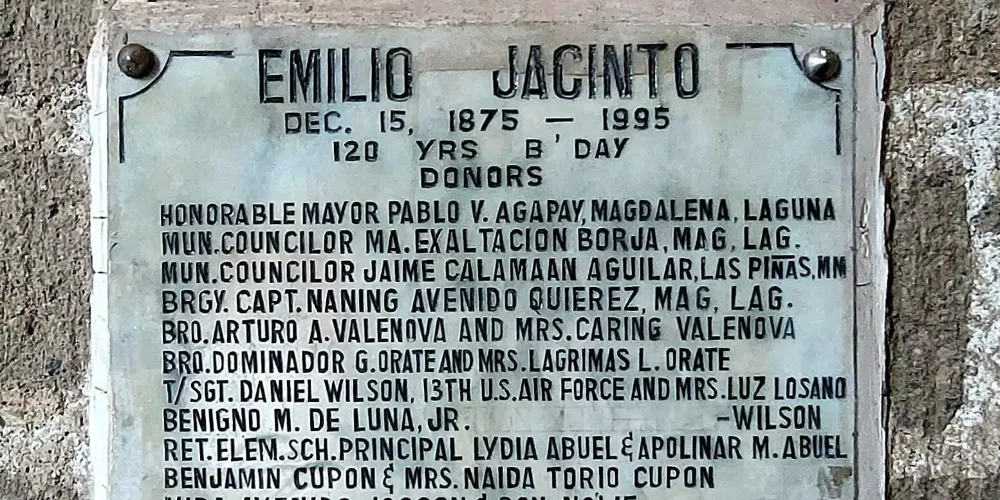 EMILIO JACINTO
DEC. 15, 1875 — 1995
120 YRS B'DAY
DONORS
HONORABLE MAYOR PABLO V. AGAPAY, MAGDALENA, LAGUNA
MUN.COUNCILOR MA. EXALTACION BORJA, MAG, LAG.
MUN.COUNCILOR JAIME CALAMAAN AGUILAR, LAS PIÑAS, MM
BRGY. CAPT. NANING AVENIDO QUIEREZ, MAG, LAG.
BRO. ARTURO A. VALENOVA AND MRS. CARING VALENOVA
BRO. DOMINADOR G. ORATE AND MRS. LAGRIMAS L. ORATE
T/SGT. DANIEL WILSON, 13TH U.S. AIR FORCE AND MRS. LUZ LOSANO
BENIGNO M. DE LUNA, JR. -WILSON
RET. ELEM. SCH. PRINCIPAL LYDIA ABUEL & APOLINAR M. ABUEL
BENJAMIN CUPON & MRS. NAIDA TORIO CUPON